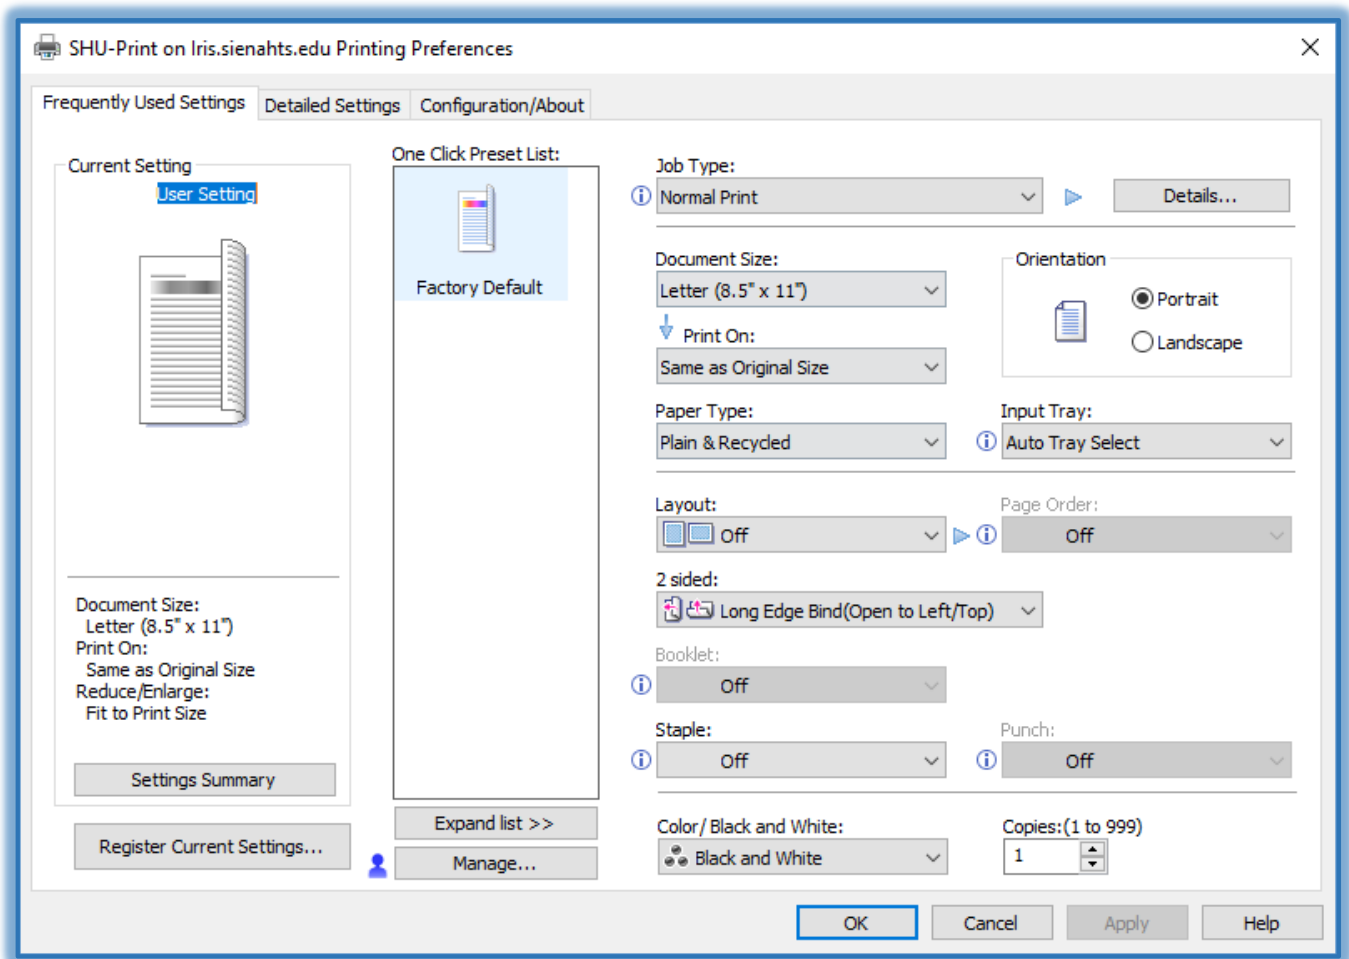 SHU-Print on Iris.sienahts.edu Printing Preferences
Frequently Used Settings
Detailed Settings
Configuration/About
Current Setting
User Setting
Document Size:
Letter (8.5" x 11")
Print On:
Same as Original Size
Reduce/Enlarge:
Fit to Print Size
Settings Summary
Register Current Settings...
One Click Preset List:
Factory Default
Expand list >>
Manage...
Job Type:
Normal Print
Details...
Document Size:
Letter (8.5" x 11")
Print On:
Same as Original Size
Orientation
Portrait
Landscape
Paper Type:
Plain & Recycled
Input Tray:
Auto Tray Select
Layout:
Off
Page Order:
Off
2 sided:
Long Edge Bind(Open to Left/Top)
Booklet:
Off
Staple:
Off
Punch:
Off
Color/ Black and White:
Black and White
Copies:(1 to 999)
1
OK
Cancel
Apply
Help